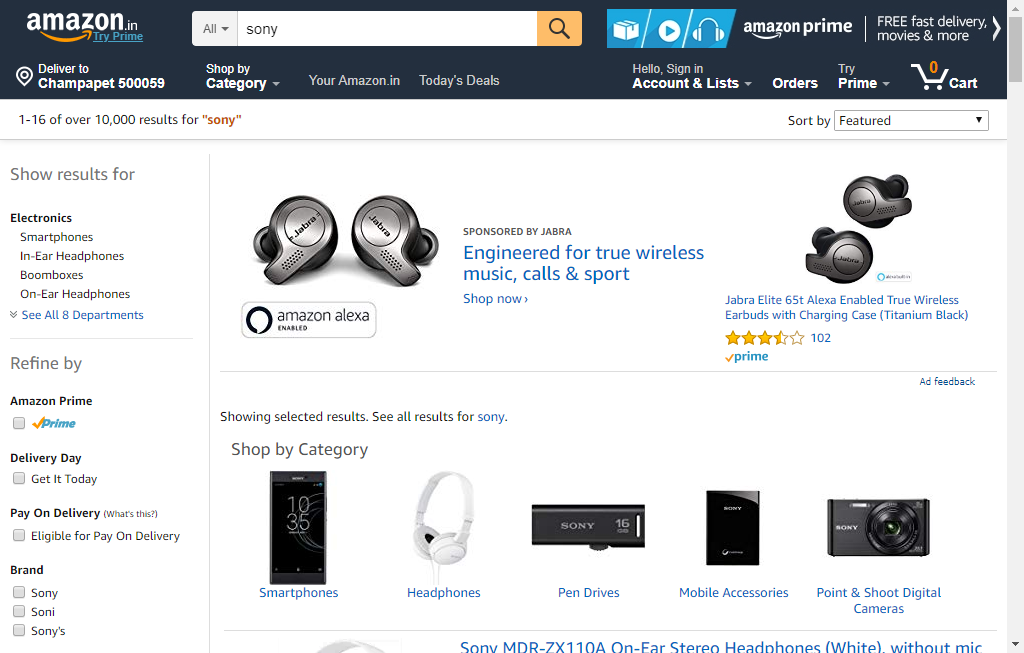 amazon.in
Try Prime
All
sony
amazon prime
FREE fast delivery,
movies & more
Deliver to
Champapet 500059
Shop by
Category
Your Amazon.in
Today's Deals
Hello, Sign in
Account & Lists
Orders
Try
Prime
0
Cart
1-16 of over 10,000 results for "sony"
Sort by
Featured
Show results for
Electronics
Smartphones
In-Ear Headphones
Boomboxes
On-Ear Headphones
See All 8 Departments
Refine by
Amazon Prime
Prime
Delivery Day
Get It Today
Pay On Delivery (What's this?)
Eligible for Pay On Delivery
Brand
Sony
Soni
Sony's
Jabra
Jabra
amazon alexa
ENABLED
SPONSORED BY JABRA
Engineered for true wireless
music, calls & sport
Shop now ›
Jabra
Jabra
Jabra Elite 65t Alexa Enabled True Wireless
Earbuds with Charging Case (Titanium Black)
102
prime
Ad feedback
Showing selected results. See all results for sony.
Shop by Category
SONY
10
35
Smartphones
Headphones
SONY
16
GB
Pen Drives
SONY
Mobile Accessories
SONY
Point & Shoot Digital
Cameras
Sony MDR-ZX110A On-Ear Stereo Headphones (White), without mic